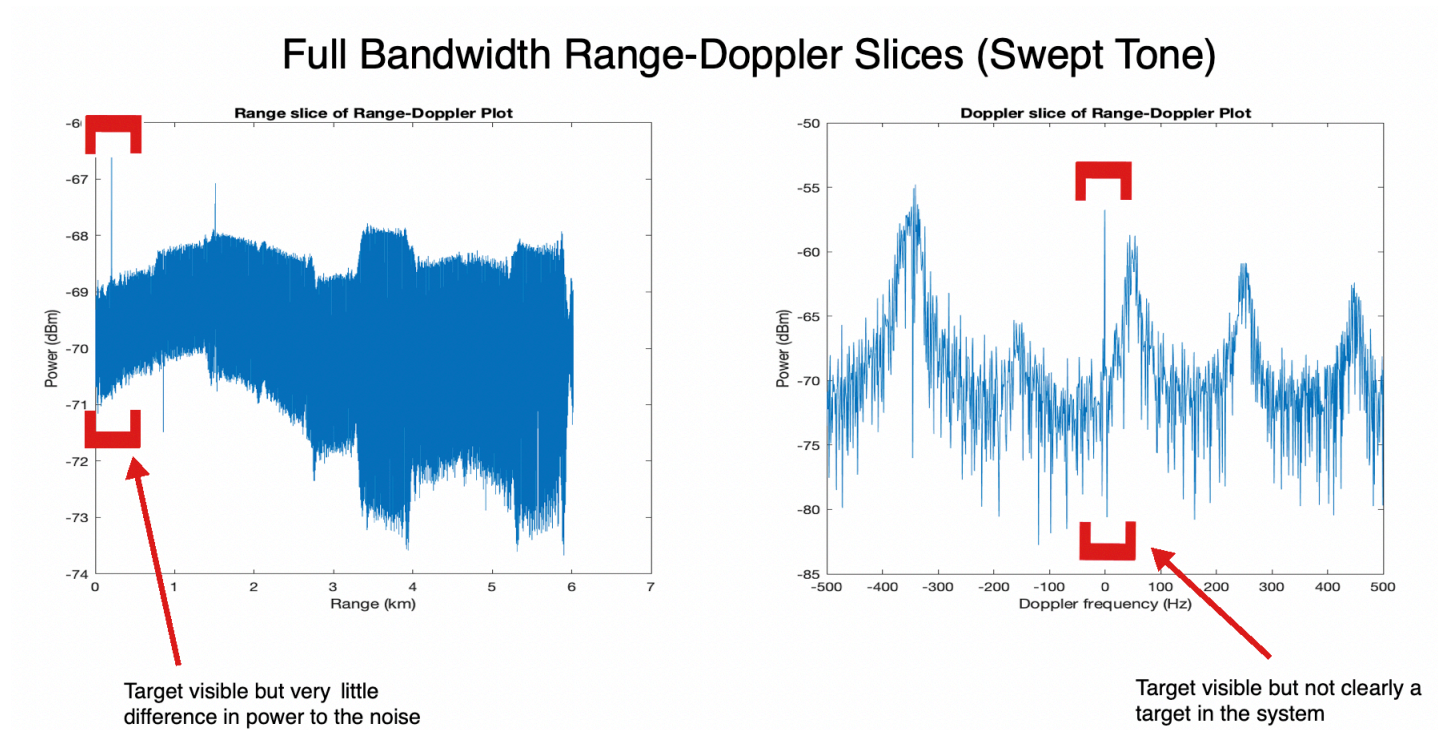 Full Bandwidth Range-Doppler Slices (Swept Tone)
Range slice of Range-Doppler Plot
-67
-68
-69
-70
-71
-72
-73
-74
0 1 2 3 4 5 6 7
Power (dBm)
Range (km)
Target visible but very little
difference in power to the noise
Doppler slice of Range-Doppler Plot
-50
-55
-60
-65
-70
-75
-80
-85
-500 -400 -300 -200 -100 0 100 200 300 400 500
Power (dBm)
Doppler frequency (Hz)
Target visible but not clearly a
target in the system